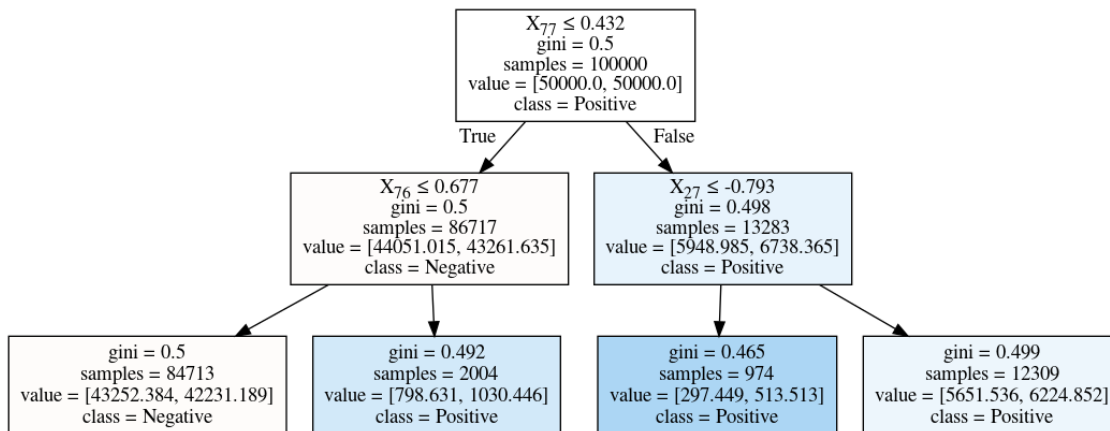 X77 ≤ 0.432
gini = 0.5
samples = 100000
value = [50000.0, 50000.0]
class = Positive
True
False
X76 ≤ 0.677
gini = 0.5
samples = 86717
value = [44051.015, 43261.635]
class = Negative
X27 ≤ -0.793
gini = 0.498
samples = 13283
value = [5948.985, 6738.365]
class = Positive
gini = 0.5
samples = 84713
value = [43252.384, 42231.189]
class = Negative
gini = 0.492
samples = 2004
value = [798.631, 1030.446]
class = Positive
gini = 0.465
samples = 974
value = [297.449, 513.513]
class = Positive
gini = 0.499
samples = 12309
value = [5651.536, 6224.852]
class = Positive